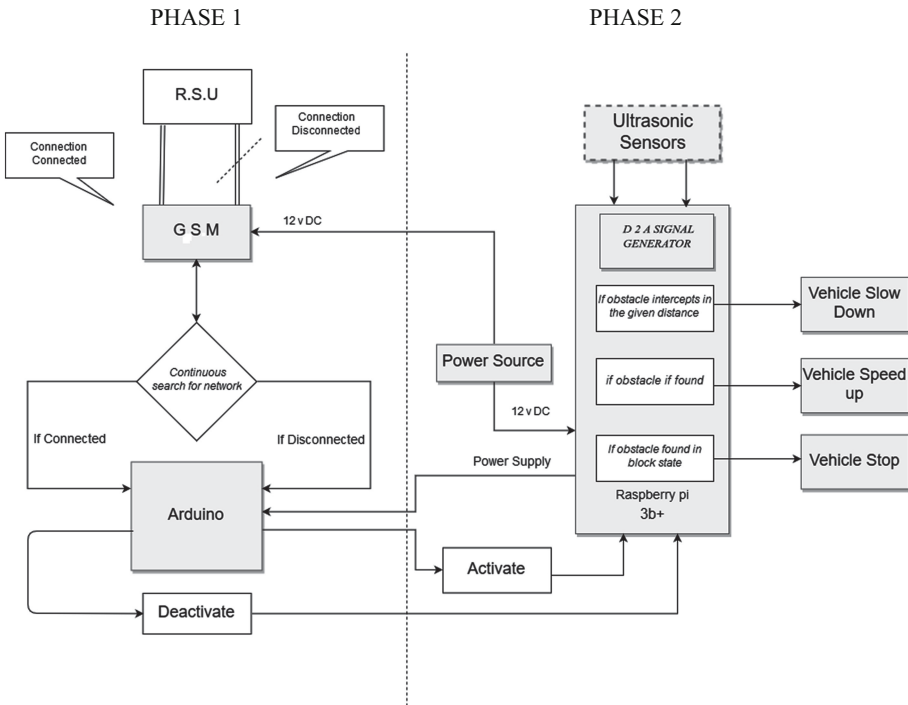 PHASE 1
PHASE 2
R.S.U
Connection
Disconnected
Connection
Connected
Ultrasonic
Sensors
G S M
12 v DC
D 2 A SIGNAL
GENERATOR
If obstacle intercepts in
the given distance
Vehicle Slow
Down
Continuous
search for network
Power Source
if obstacle if found
Vehicle Speed
up
12 v DC
If Connected
If Disconnected
If obstacle found in
block state
Vehicle Stop
Power Supply
Raspberry pi
3b+
Arduino
Activate
Deactivate